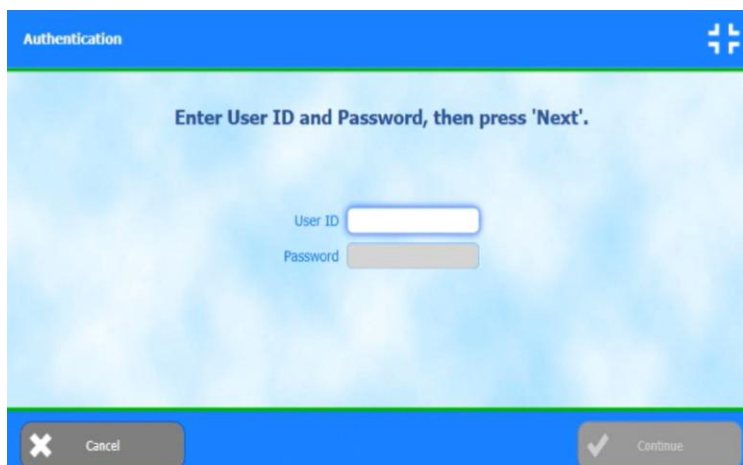 Authentication
Enter User ID and Password, then press 'Next'.
User ID
Password
Cancel
Continue